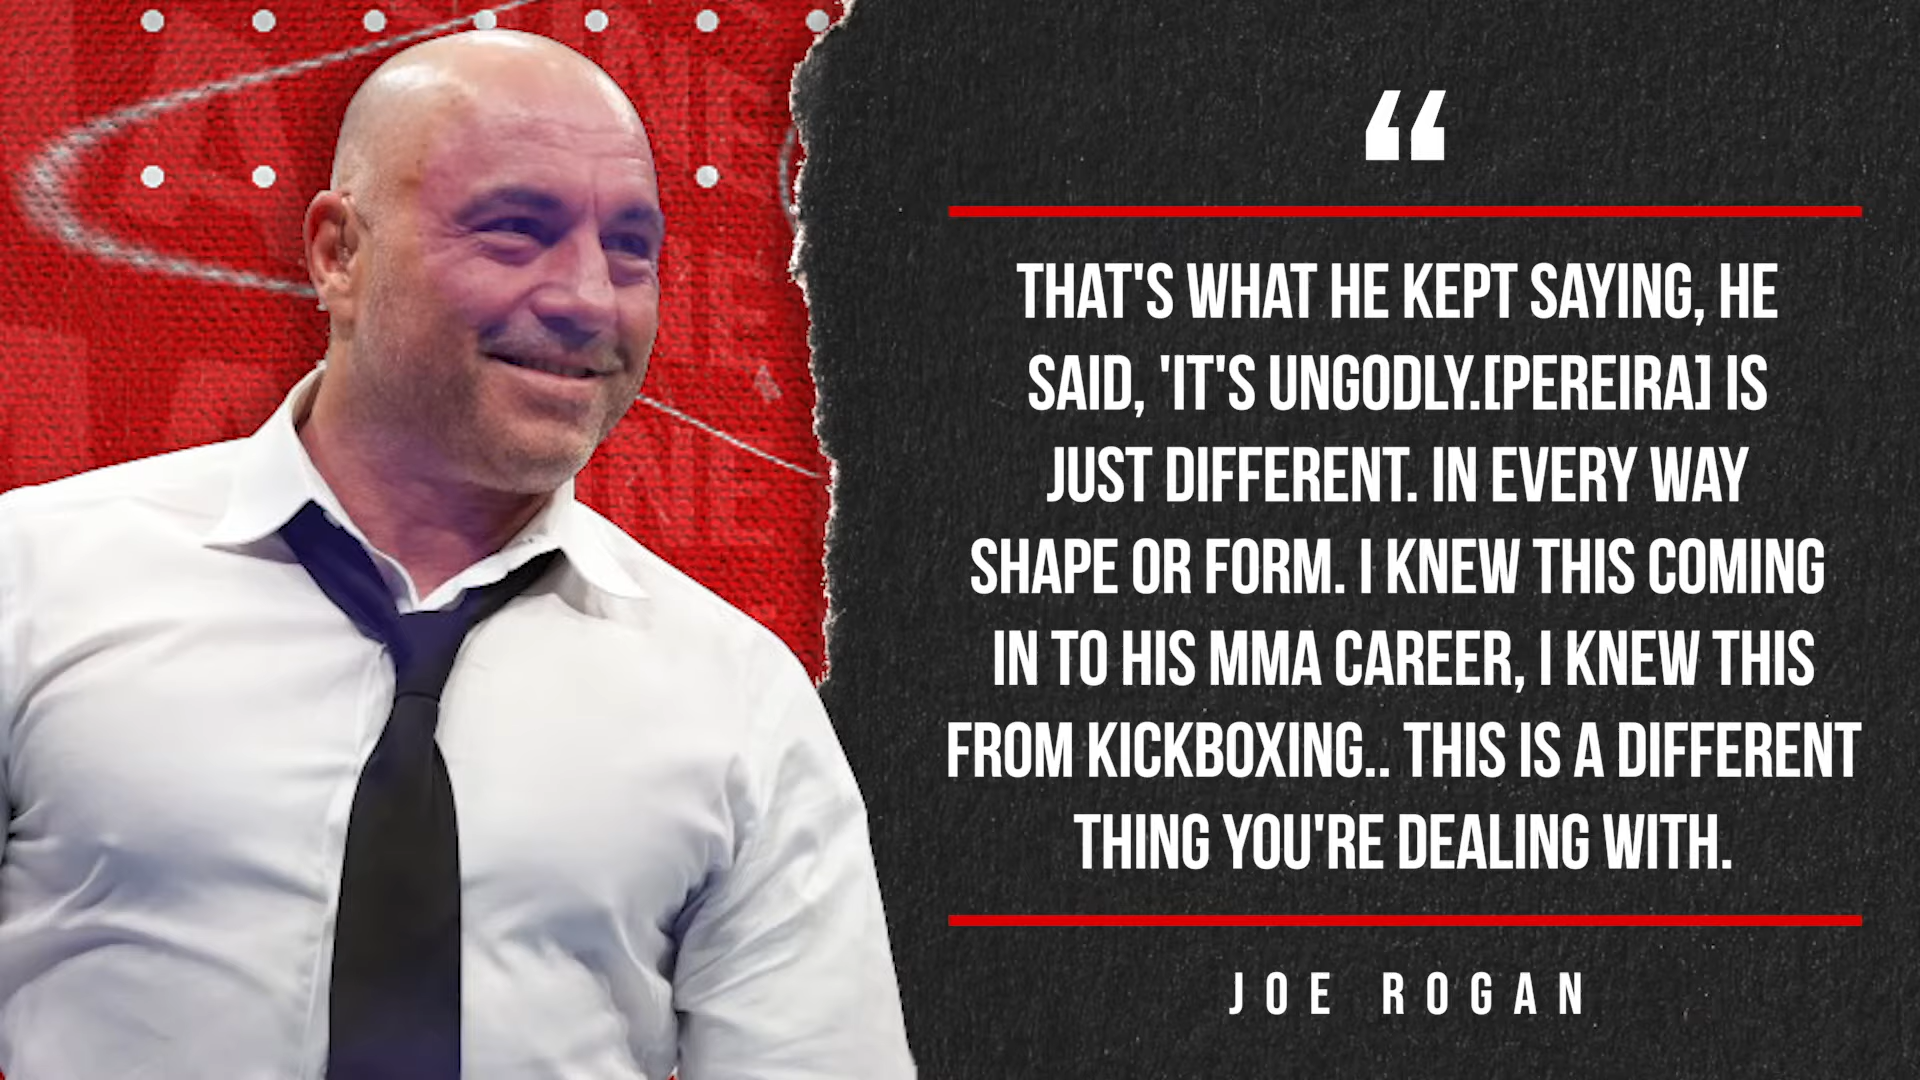 “
THAT'S WHAT HE KEPT SAYING, HE
SAID, 'IT'S UNGODLY.[PEREIRA] IS
JUST DIFFERENT. IN EVERY WAY
SHAPE OR FORM. I KNEW THIS COMING
IN TO HIS MMA CAREER, I KNEW THIS
FROM KICKBOXING.. THIS IS A DIFFERENT
THING YOU'RE DEALING WITH.
JOE ROGAN